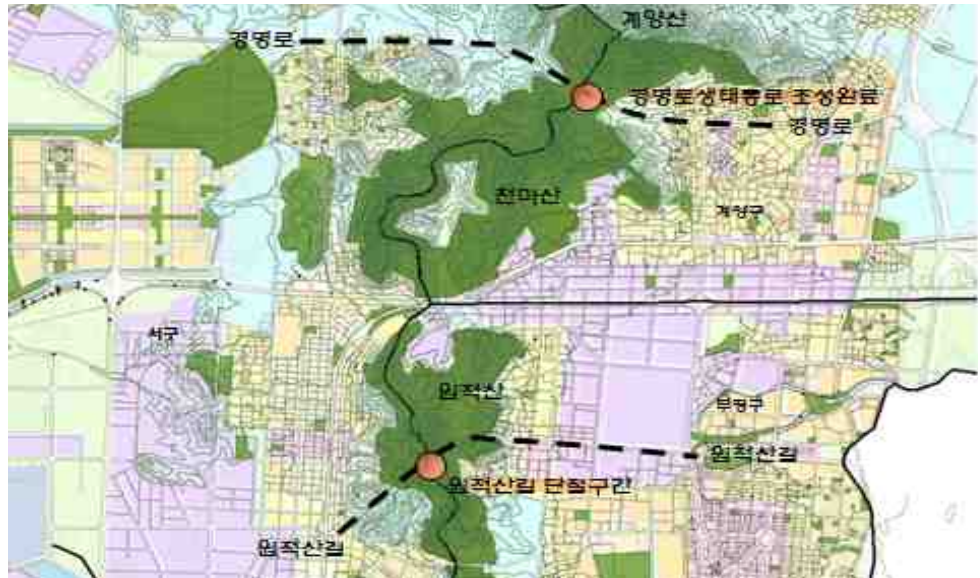 계양산
경명로
경명로생태통로 조성완료
경명로
천마산
계양구
서구
원적산
부평구
원적산길
원적산길 단절구간
원적산길